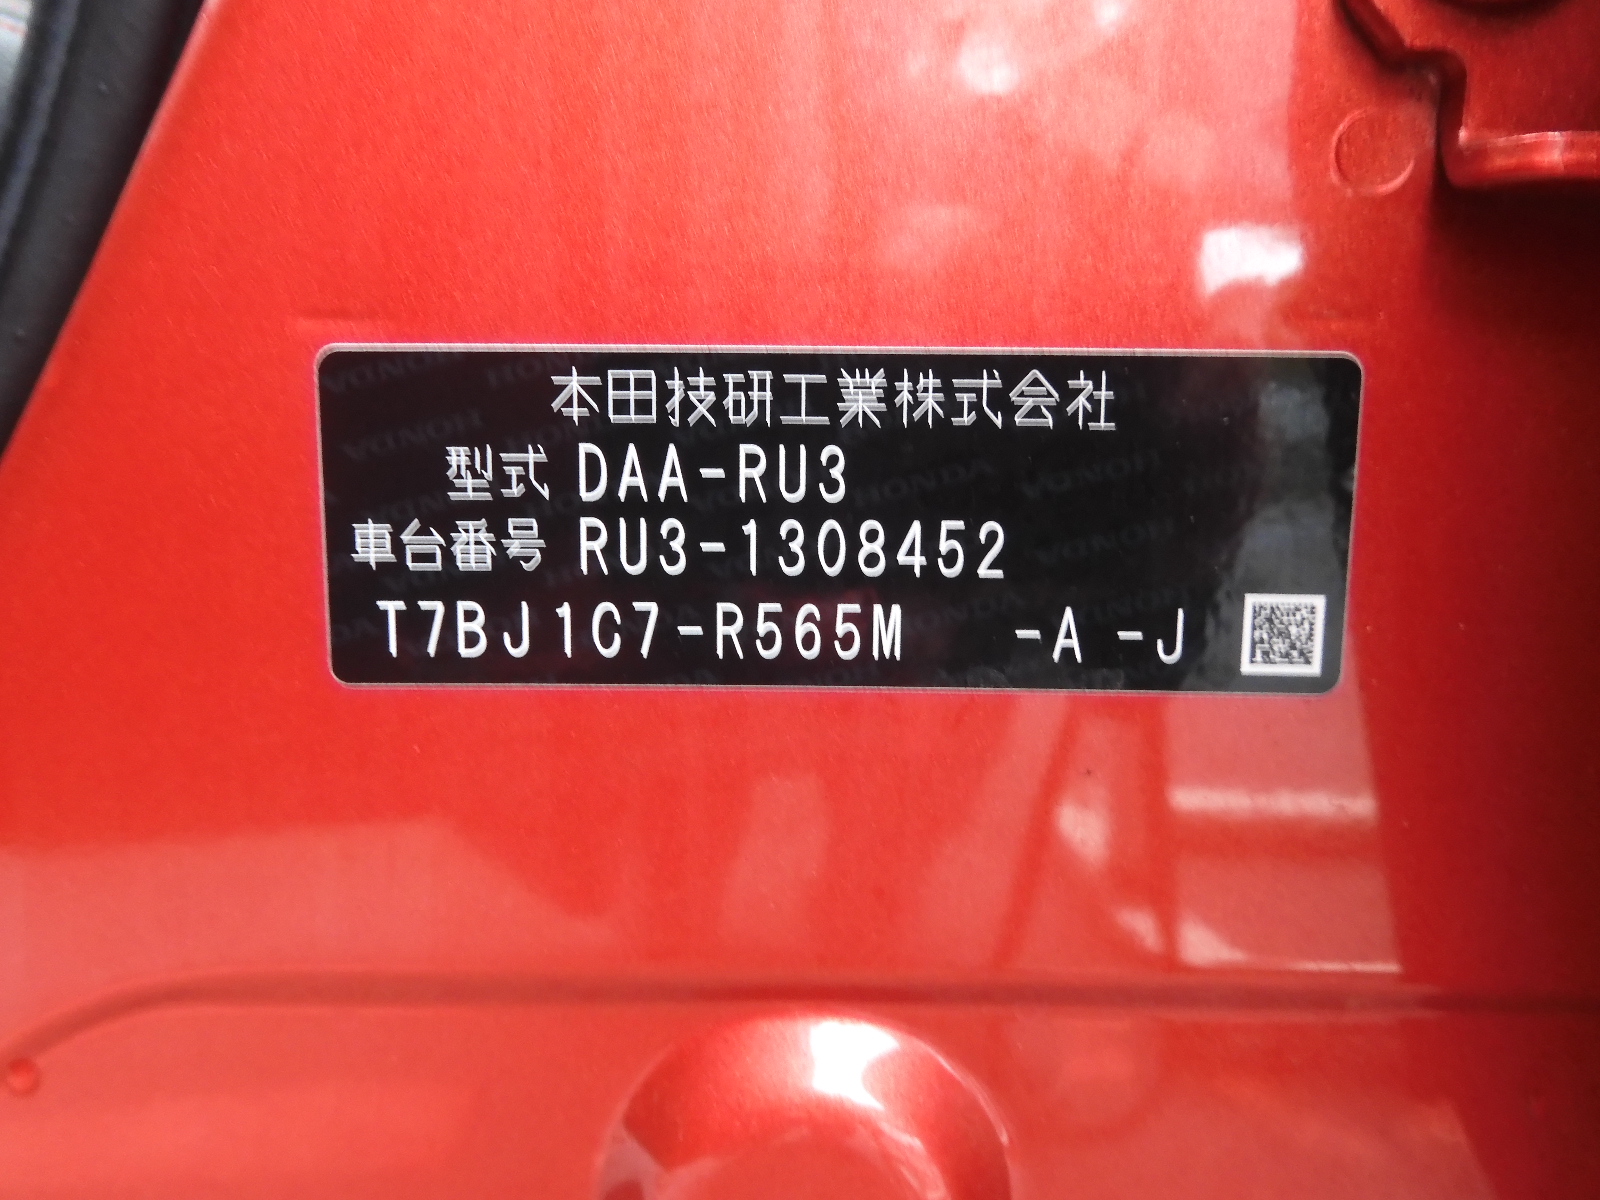 本田技研工業株式会社
型式 DAA-RU3
車台番号 RU3-1308452
T7BJ1C7-R565M -A -J